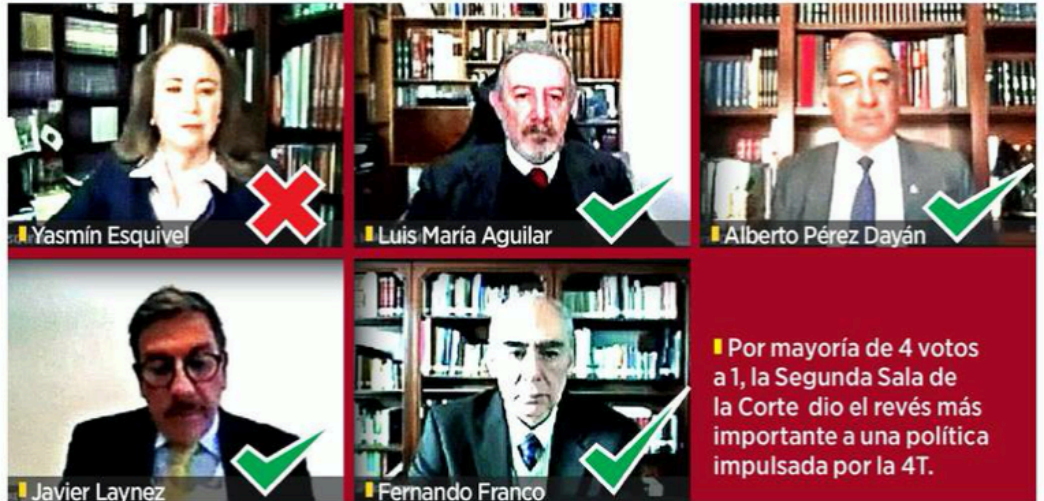 Yasmín Esquivel
Luis María Aguilar
Alberto Pérez Dayán
Javier Laynez
Fernando Franco
Por mayoría de 4 votos
a 1, la Segunda Sala de
la Corte dio el revés más
importante a una política
impulsada por la 4T.